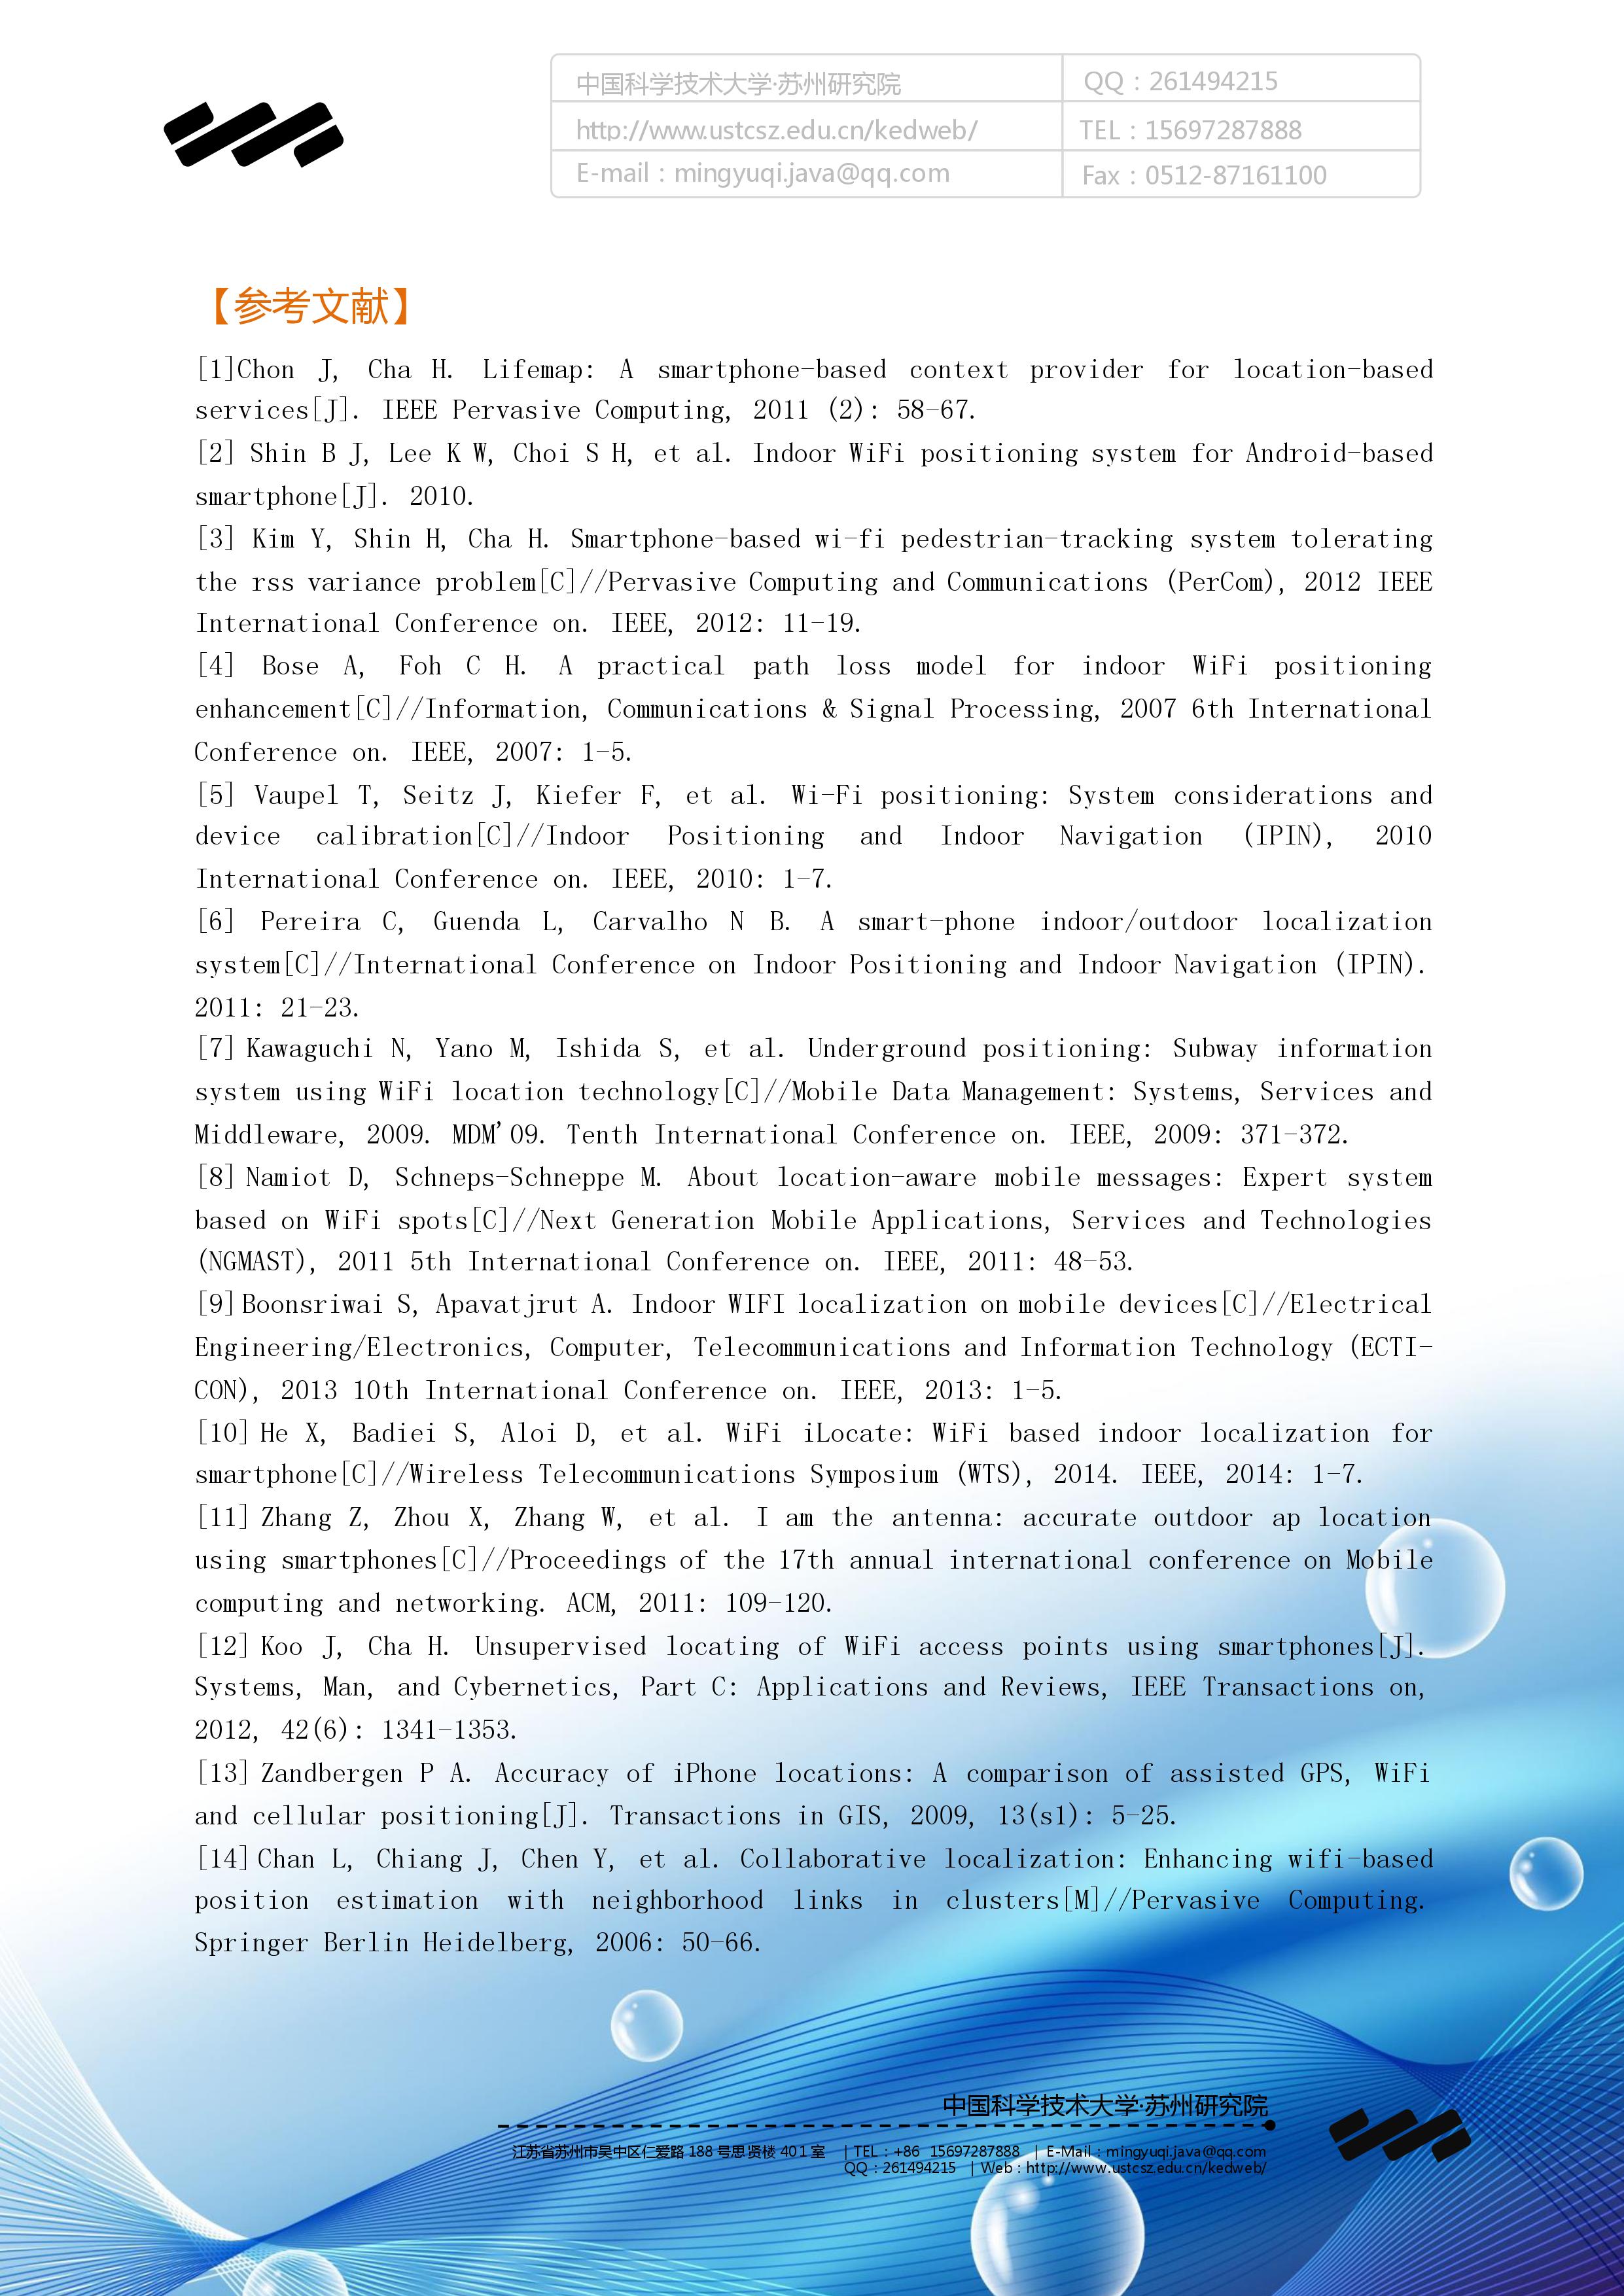 中国科学技术大学·苏州研究院
QQ：261494215
http://www.ustcsz.edu.cn/kedweb/
TEL：15697287888
E-mail：mingyuqi.java@qq.com
Fax：0512-87161100
【参考文献】
[1]Chon J, Cha H. Lifemap: A smartphone-based context provider for location-based
services[J]. IEEE Pervasive Computing, 2011 (2): 58-67.
[2] Shin B J, Lee K W, Choi S H, et al. Indoor WiFi positioning system for Android-based
smartphone[J]. 2010.
[3] Kim Y, Shin H, Cha H. Smartphone-based wi-fi pedestrian-tracking system tolerating
the rss variance problem[C]//Pervasive Computing and Communications (PerCom), 2012 IEEE
International Conference on. IEEE, 2012: 11-19.
[4] Bose A, Foh C H. A practical path loss model for indoor WiFi positioning
enhancement[C]//Information, Communications & Signal Processing, 2007 6th International
Conference on. IEEE, 2007: 1-5.
[5] Vaupel T, Seitz J, Kiefer F, et al. Wi-Fi positioning: System considerations and
device calibration[C]//Indoor Positioning and Indoor Navigation (IPIN), 2010
International Conference on. IEEE, 2010: 1-7.
[6] Pereira C, Guenda L, Carvalho N B. A smart-phone indoor/outdoor localization
system[C]//International Conference on Indoor Positioning and Indoor Navigation (IPIN).
2011: 21-23.
[7] Kawaguchi N, Yano M, Ishida S, et al. Underground positioning: Subway information
system using WiFi location technology[C]//Mobile Data Management: Systems, Services and
Middleware, 2009. MDM'09. Tenth International Conference on. IEEE, 2009: 371-372.
[8] Namiot D, Schneps-Schneppe M. About location-aware mobile messages: Expert system
based on WiFi spots[C]//Next Generation Mobile Applications, Services and Technologies
(NGMAST), 2011 5th International Conference on. IEEE, 2011: 48-53.
[9] Boonsriwai S, Apavatjrut A. Indoor WIFI localization on mobile devices[C]//Electrical
Engineering/Electronics, Computer, Telecommunications and Information Technology (ECTI-
CON), 2013 10th International Conference on. IEEE, 2013: 1-5.
[10] He X, Badiei S, Aloi D, et al. WiFi iLocate: WiFi based indoor localization for
smartphone[C]//Wireless Telecommunications Symposium (WTS), 2014. IEEE, 2014: 1-7.
[11] Zhang Z, Zhou X, Zhang W, et al. I am the antenna: accurate outdoor ap location
using smartphones[C]//Proceedings of the 17th annual international conference on Mobile
computing and networking. ACM, 2011: 109-120.
[12] Koo J, Cha H. Unsupervised locating of WiFi access points using smartphones[J].
Systems, Man, and Cybernetics, Part C: Applications and Reviews, IEEE Transactions on,
2012, 42(6): 1341-1353.
[13] Zandbergen P A. Accuracy of iPhone locations: A comparison of assisted GPS, WiFi
and cellular positioning[J]. Transactions in GIS, 2009, 13(s1): 5-25.
[14] Chan L, Chiang J, Chen Y, et al. Collaborative localization: Enhancing wifi-based
position estimation with neighborhood links in clusters[M]//Pervasive Computing.
Springer Berlin Heidelberg, 2006: 50-66.
中国科学技术大学·苏州研究院
江苏省苏州市吴中区仁爱路 188 号思贤楼 401 室 | TEL：+86 15697287888 | E-Mail：mingyuqi.java@qq.com
QQ：261494215 | Web：http://www.ustcsz.edu.cn/kedweb/